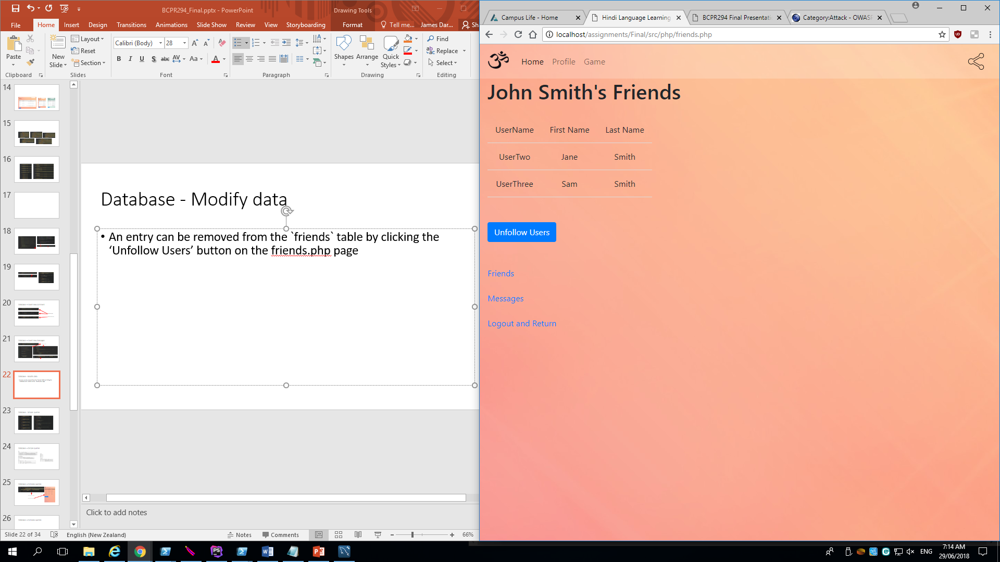 BCPR294_Final.pptx - PowerPoint
Drawing Tools
File
Home
Insert
Design
Transitions
Animations
Slide Show
Review
View
Storyboarding
Format
Tell me...
James Dar...
Sh
Paste
Clipboard
New
Slide
Layout
Reset
Section
Slides
Calibri (Body)
28
B I U S abc AV Aa A
Font
Paragraph
Shapes
Arrange
Quick
Styles
Drawing
Find
Replace
Select
Editing
14
15
16
17
18
19
20
21
22
23
24
25
26
Database - Modify data
• An entry can be removed from the `friends` table by clicking the
‘Unfollow Users’ button on the friends.php page
Click to add notes
Slide 22 of 34
English (New Zealand)
Notes
Comments
66%
Campus Life - Home
Hindi Language Learning
BCPR294 Final Presentati
Category:Attack - OWASP
localhost/assignments/Final/src/php/friends.php
Home
Profile
Game
John Smith's Friends
UserName First Name Last Name
UserTwo Jane Smith
UserThree Sam Smith
Unfollow Users
Friends
Messages
Logout and Return
ENG
7:14 AM
29/06/2018